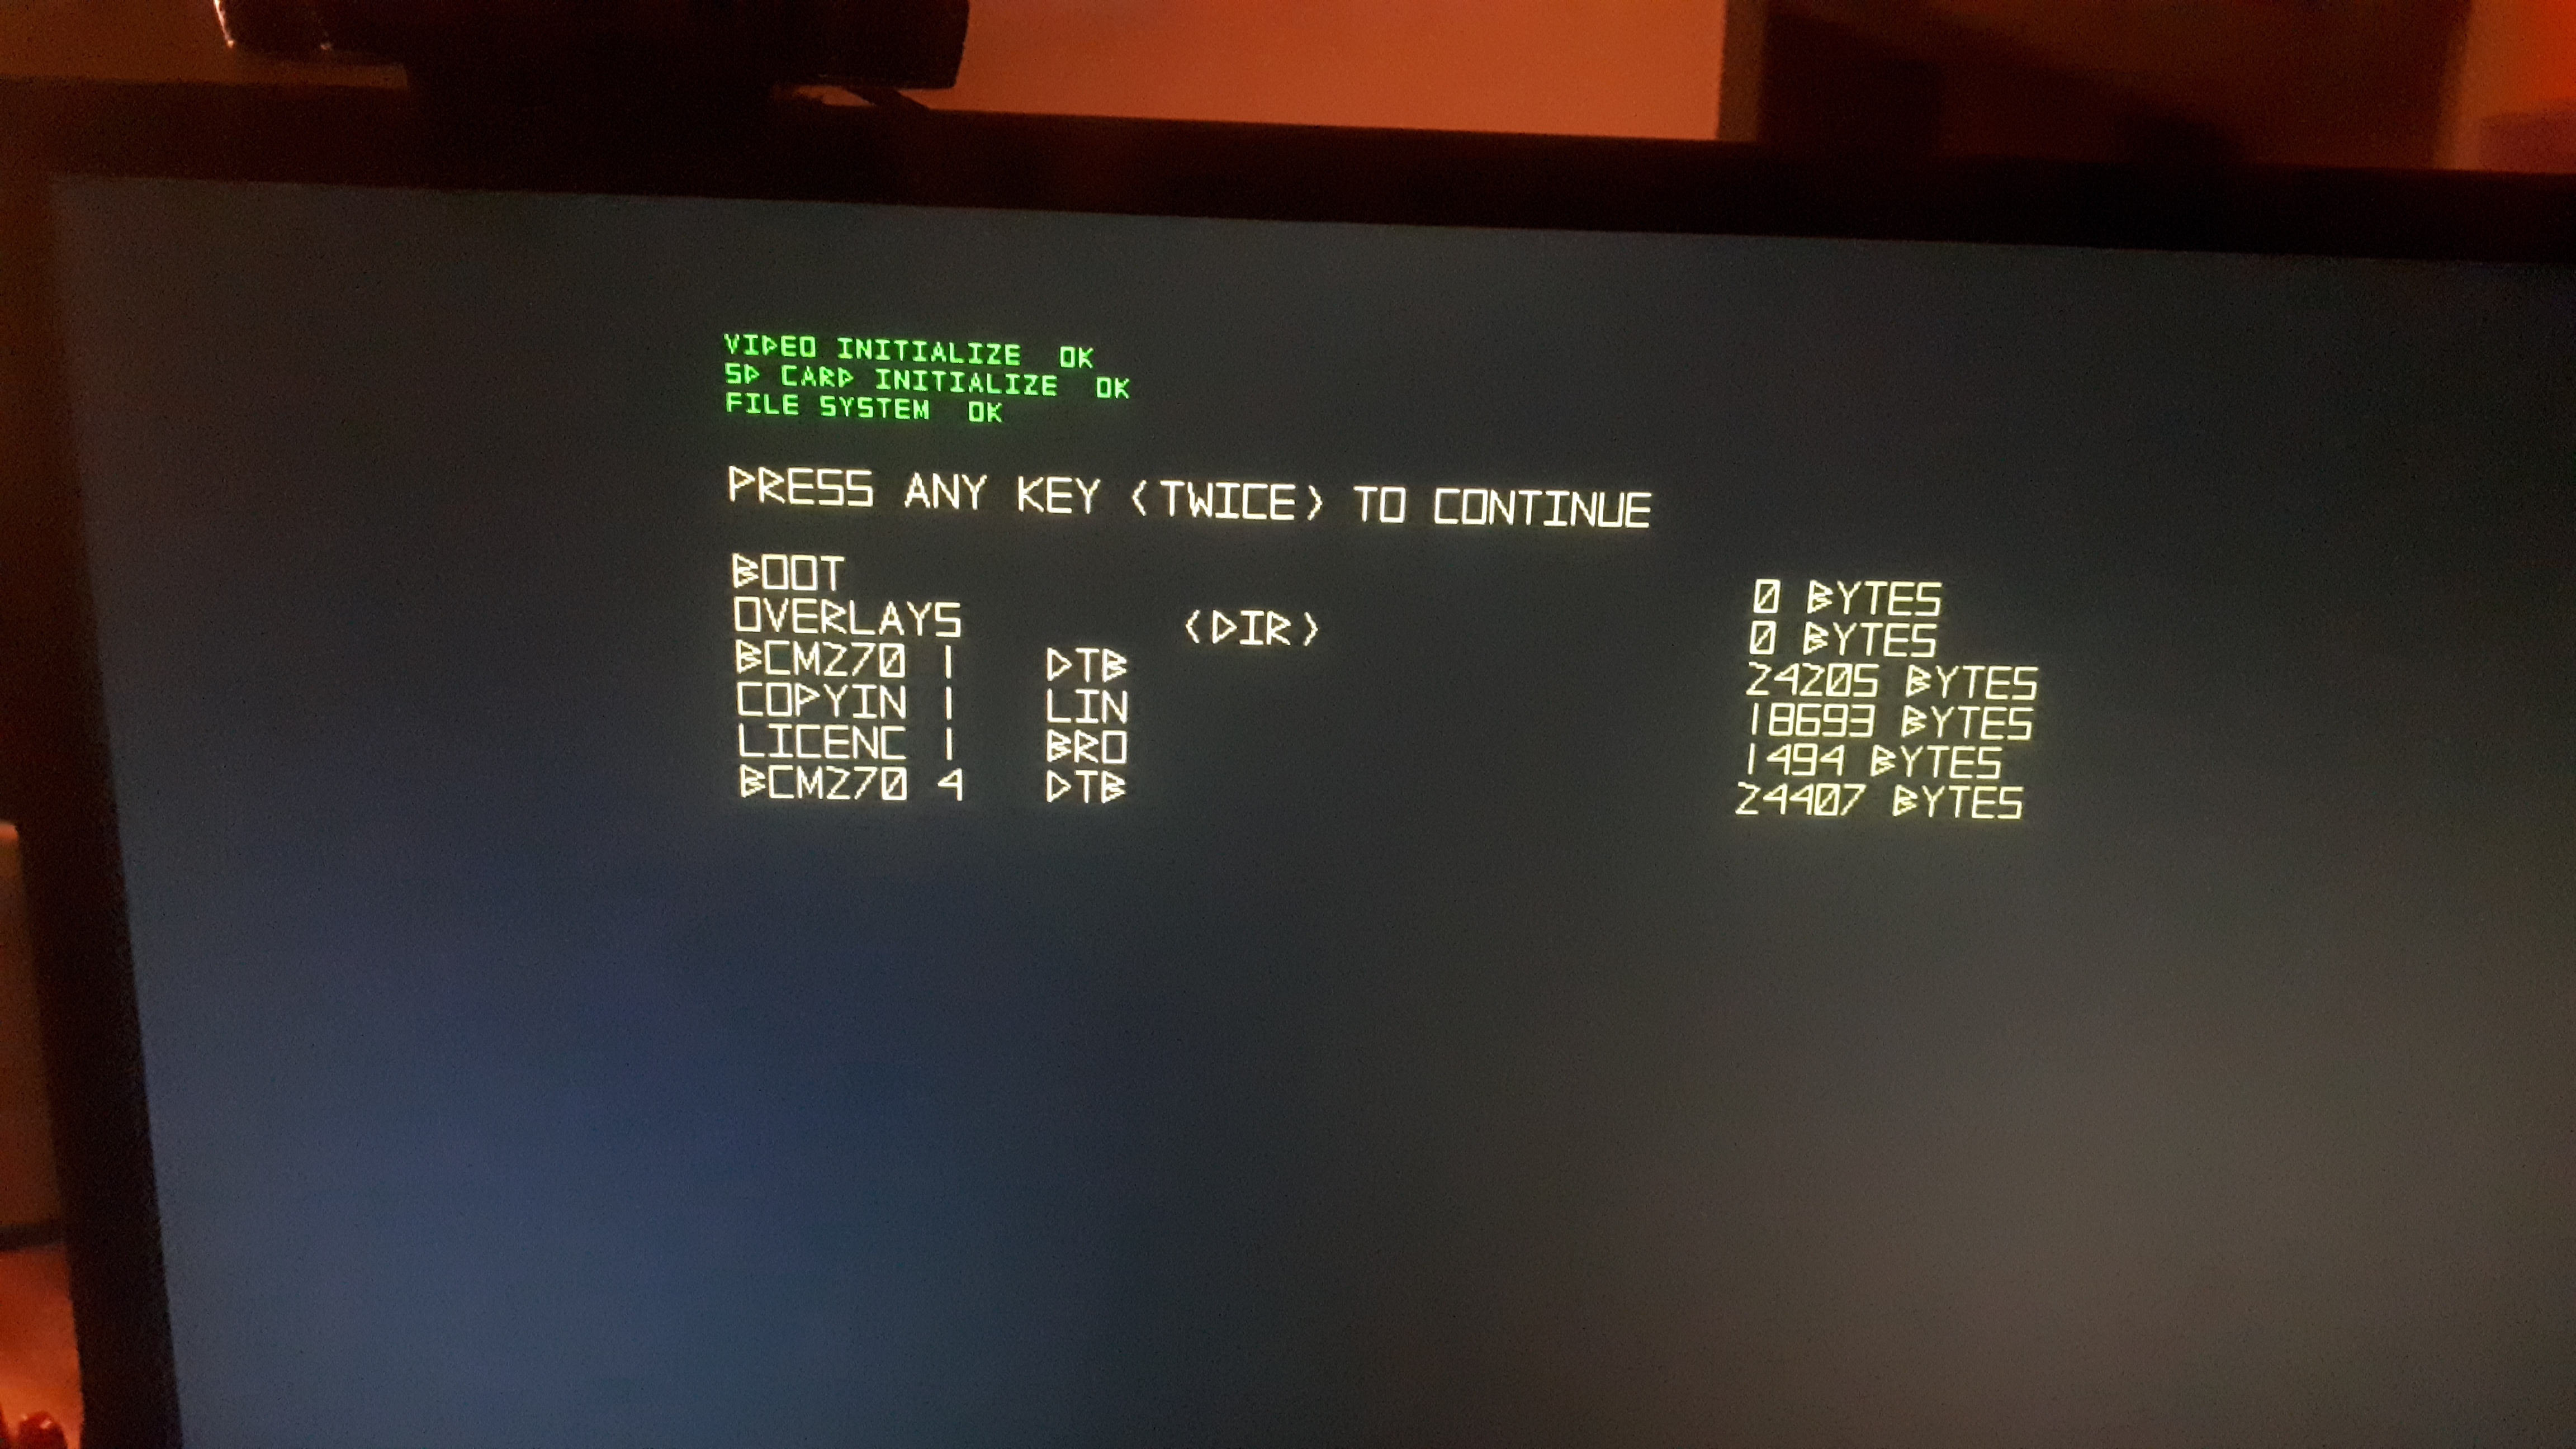 VIDEO INITIALIZE OK
SD CARD INITIALIZE OK
FILE SYSTEM OK
PRESS ANY KEY (TWICE) TO CONTINUE
BOOT 0 BYTES
OVERLAYS (DIR) 0 BYTES
BCM270 1 DTB 24205 BYTES
COPYIN 1 LIN 18693 BYTES
LICENC 1 BRO 1494 BYTES
BCM270 4 DTB 24407 BYTES